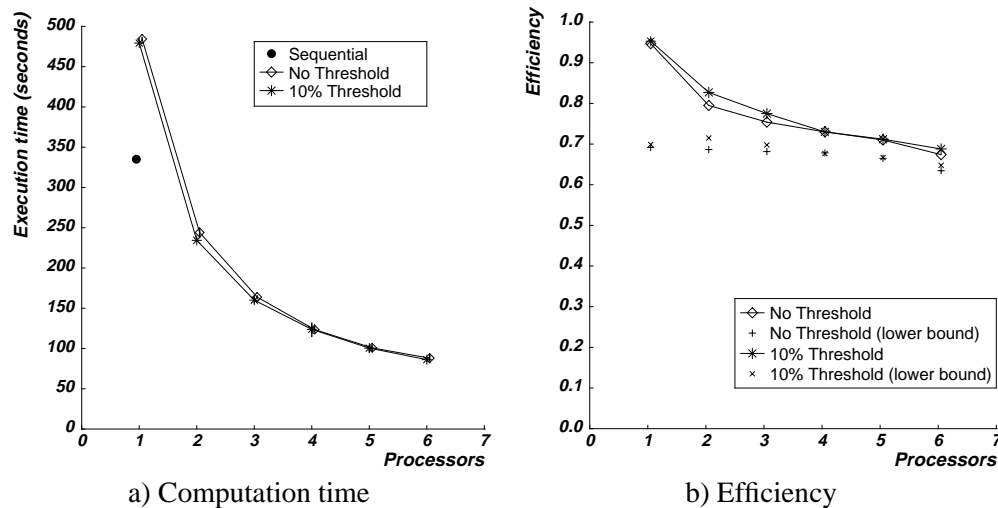 Execution time (seconds)
500
450
400
350
300
250
200
150
100
50
0
0 1 2 3 4 5 6 7
Processors
Sequential
No Threshold
10% Threshold
a) Computation time
Efficiency
1.0
0.9
0.8
0.7
0.6
0.5
0.4
0.3
0.2
0.1
0.0
0 1 2 3 4 5 6 7
Processors
No Threshold
No Threshold (lower bound)
10% Threshold
10% Threshold (lower bound)
b) Efficiency